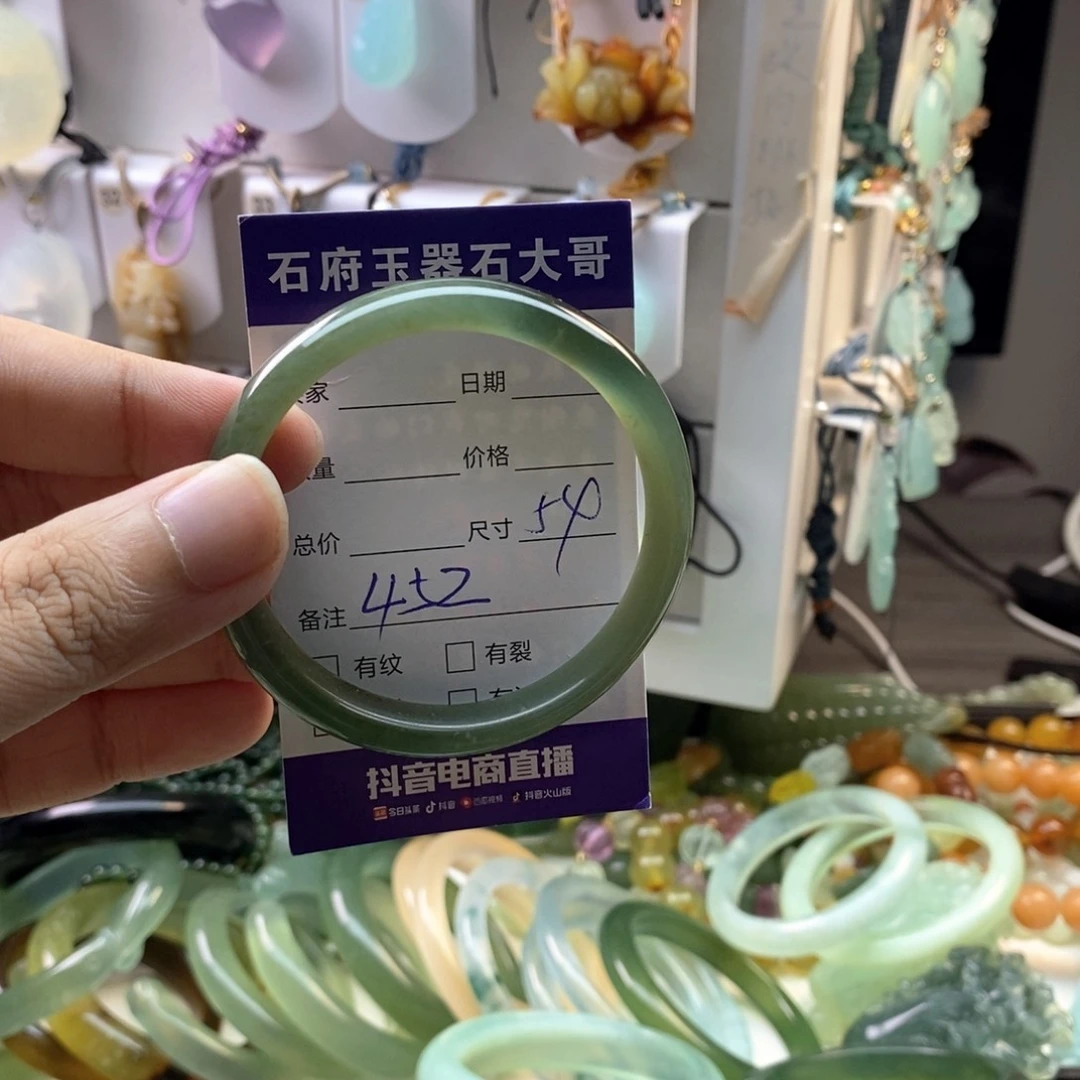 石府玉器石大哥
家 日期
量 价格
总价 尺寸 54
备注
有纹 有裂
抖音电商直播
今日头条 抖音 西瓜视频 抖音火山版